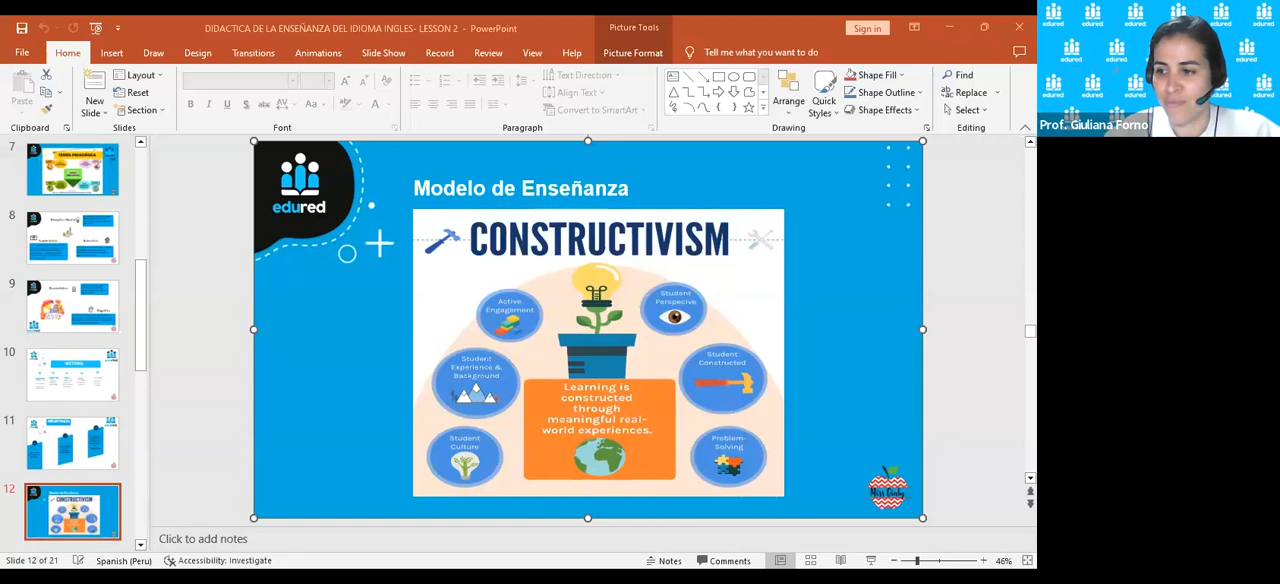 DIDACTICA DE LA ENSEÑANZA DEL IDIOMA INGLES- LESSON 2 - PowerPoint
Picture Tools
Sign in
File
Home
Insert
Draw
Design
Transitions
Animations
Slide Show
Record
Review
View
Help
Picture Format
Tell me what you want to do
Paste
New
Slide
Layout
Reset
Section
Text Direction
Align Text
Convert to SmartArt
Arrange
Quick
Styles
Shape Fill
Shape Outline
Shape Effects
Find
Replace
Select
Clipboard
Slides
Font
Paragraph
Drawing
Editing
edured
Prof. Giuliana Forno
7
8
9
10
11
12
edured
Modelo de Enseñanza
CONSTRUCTIVISM
Active
Engagement
Student
Perspecive
Student
Experience &
Background
Student
Constructed
Student
Culture
Problem-
Solving
Learning is
constructed
through
meaningful real-
world experiences.
Miss Cindy
Click to add notes
Slide 12 of 21
Spanish (Peru)
Accessibility: Investigate
Notes
Comments
46%